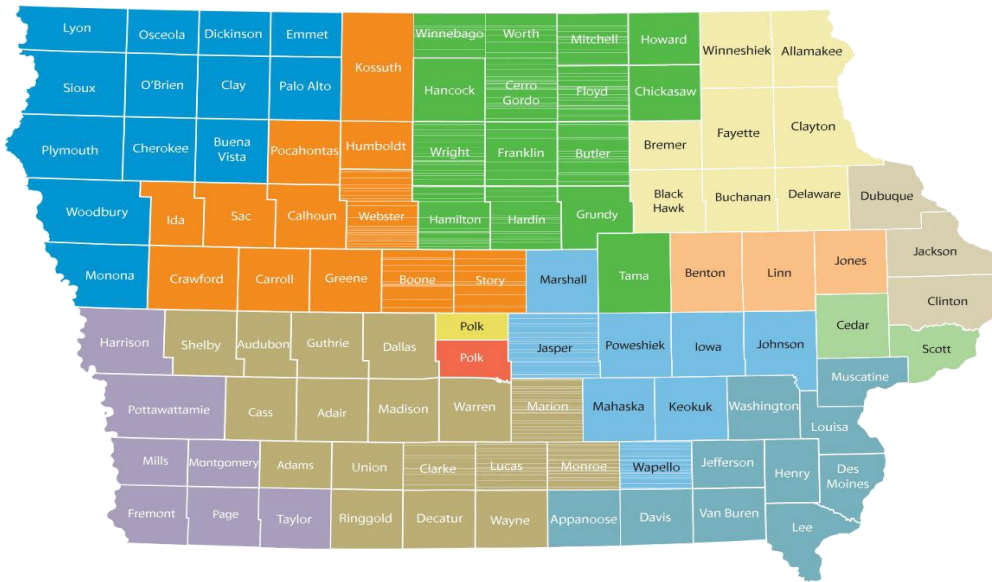 Lyon
Osceola
Dickinson
Emmet
Kossuth
Winnebago
Worth
Mitchell
Howard
Winneshiek
Allamakee
Sioux
O'Brien
Clay
Palo Alto
Hancock
Cerro
Gordo
Floyd
Chickasaw
Plymouth
Cherokee
Buena
Vista
Pocahontas
Humboldt
Wright
Franklin
Butler
Bremer
Fayette
Clayton
Woodbury
Ida
Sac
Calhoun
Webster
Hamilton
Hardin
Grundy
Black
Hawk
Buchanan
Delaware
Dubuque
Monona
Crawford
Carroll
Greene
Boone
Story
Marshall
Tama
Benton
Linn
Jones
Jackson
Clinton
Harrison
Shelby
Audubon
Guthrie
Dallas
Polk
Polk
Jasper
Poweshiek
Iowa
Johnson
Cedar
Scott
Muscatine
Pottawattamie
Cass
Adair
Madison
Warren
Marion
Mahaska
Keokuk
Washington
Louisa
Mills
Montgomery
Adams
Union
Clarke
Lucas
Monroe
Wapello
Jefferson
Henry
Des
Moines
Fremont
Page
Taylor
Ringgold
Decatur
Wayne
Appanoose
Davis
Van Buren
Lee